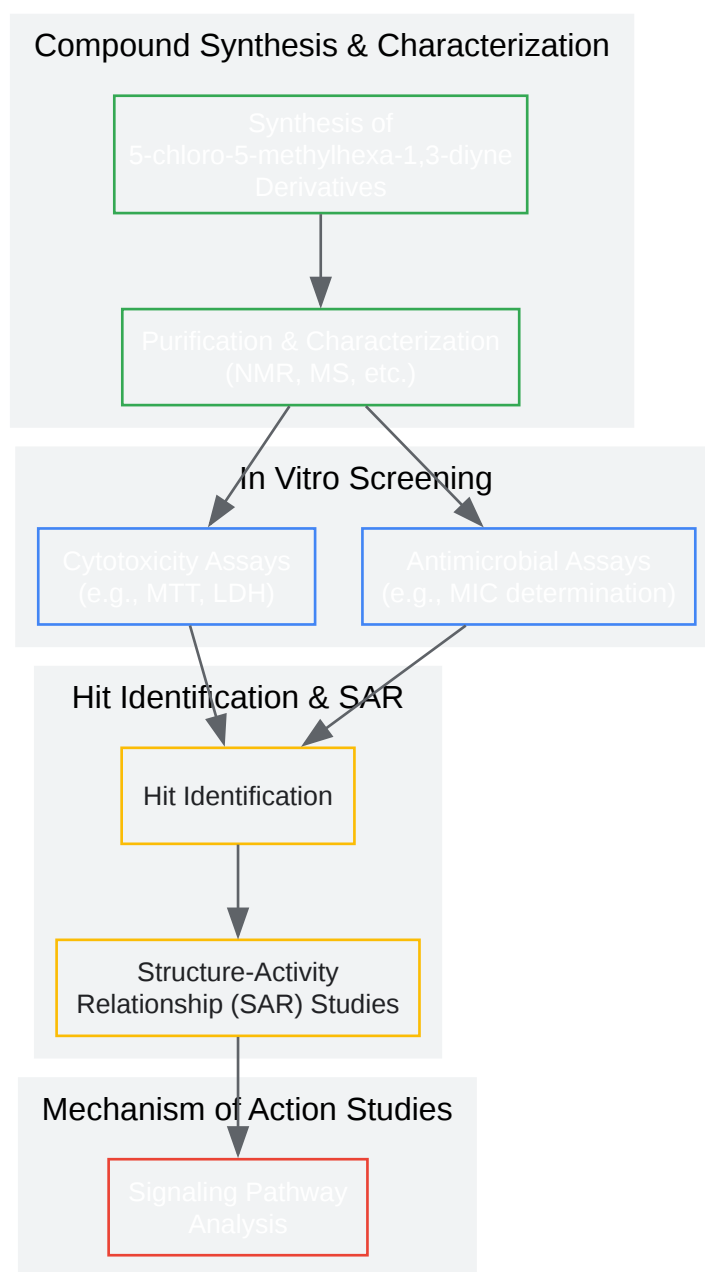 Compound Synthesis & Characterization
Synthesis of
5-chloro-5-methylhexa-1,3-diyne
Derivatives
Purification & Characterization
(NMR, MS, etc.)
In Vitro Screening
Cytotoxicity Assays
(e.g., MTT, LDH)
Antimicrobial Assays
(e.g., MIC determination)
Hit Identification & SAR
Hit Identification
Structure-Activity
Relationship (SAR) Studies
Mechanism of Action Studies
Signaling Pathway
Analysis